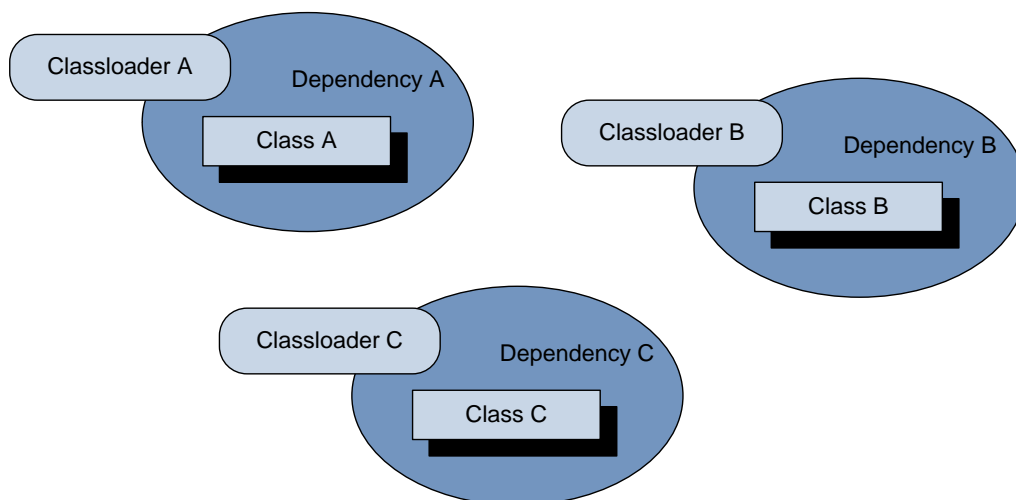 Classloader A
Dependency A
Class A
Classloader B
Dependency B
Class B
Classloader C
Dependency C
Class C